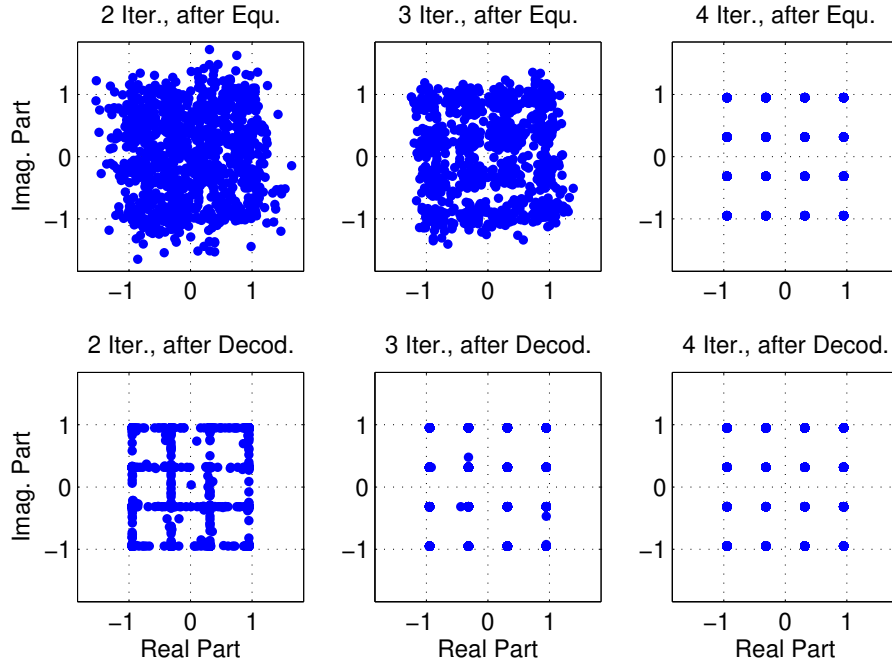 2 Iter., after Equ.
3 Iter., after Equ.
4 Iter., after Equ.
Imag. Part
1
0
−1
−1 0 1
−1 0 1
−1 0 1
1
0
−1
1
0
−1
2 Iter., after Decod.
3 Iter., after Decod.
4 Iter., after Decod.
Imag. Part
1
0
−1
−1 0 1
Real Part
1
0
−1
−1 0 1
Real Part
1
0
−1
−1 0 1
Real Part